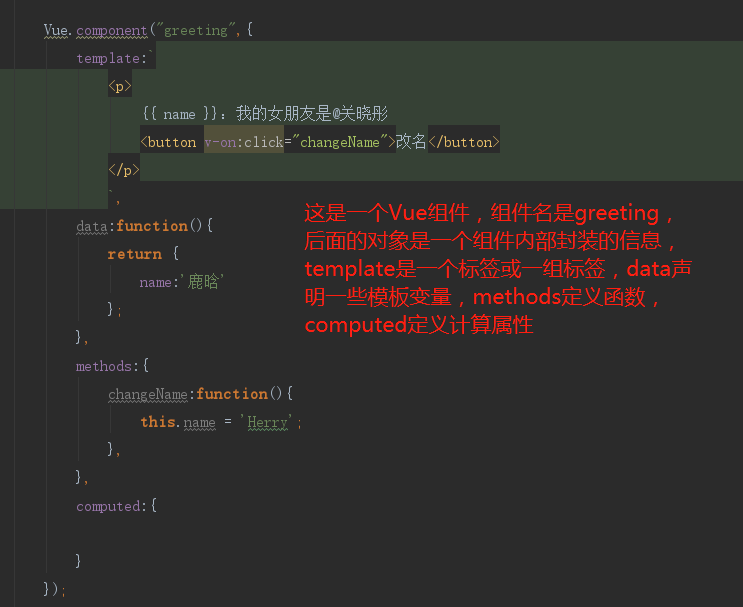 Vue.component("greeting",{
template:`
<p>
{{ name }}：我的女朋友是@关晓彤
<button v-on:click="changeName">改名</button>
</p>
`,
data:function(){
return {
name:'鹿晗'
};
},
methods:{
changeName:function(){
this.name = 'Herry';
},
},
computed:{
}
});
这是一个Vue组件，组件名是greeting，
后面的对象是一个组件内部封装的信息，
template是一个标签或一组标签，data声
明一些模板变量，methods定义函数，
computed定义计算属性